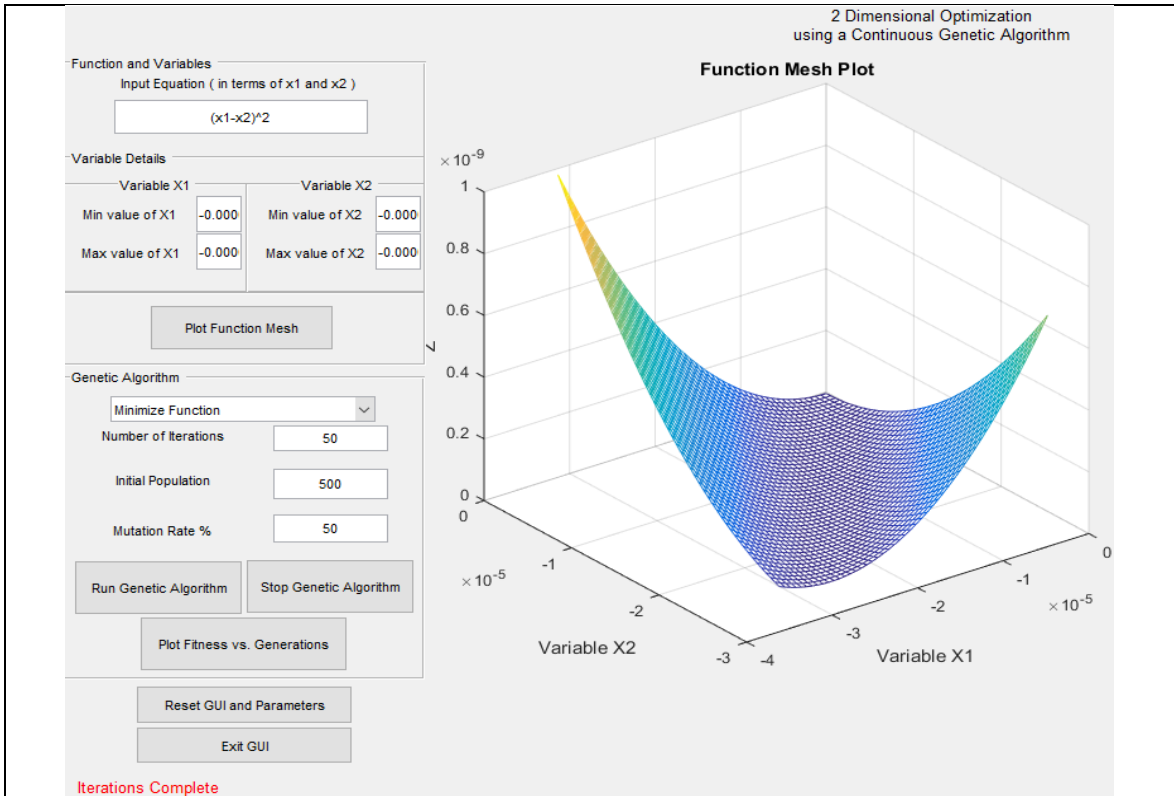 2 Dimensional Optimization
using a Continuous Genetic Algorithm
Function and Variables
Input Equation ( in terms of x1 and x2 )
(x1-x2)^2
Variable Details
Variable X1
Min value of X1 -0.000
Max value of X1 -0.000
Variable X2
Min value of X2 -0.000
Max value of X2 -0.000
Plot Function Mesh
Genetic Algorithm
Minimize Function
Number of Iterations 50
Initial Population 500
Mutation Rate % 50
Run Genetic Algorithm
Stop Genetic Algorithm
Plot Fitness vs. Generations
Reset GUI and Parameters
Exit GUI
Iterations Complete
Function Mesh Plot
×10^-9
1
0.8
0.6
0.4
0.2
0
Z
0
-1
-2
-3
×10^-5
Variable X2
-4
-3
-2
-1
0
×10^-5
Variable X1